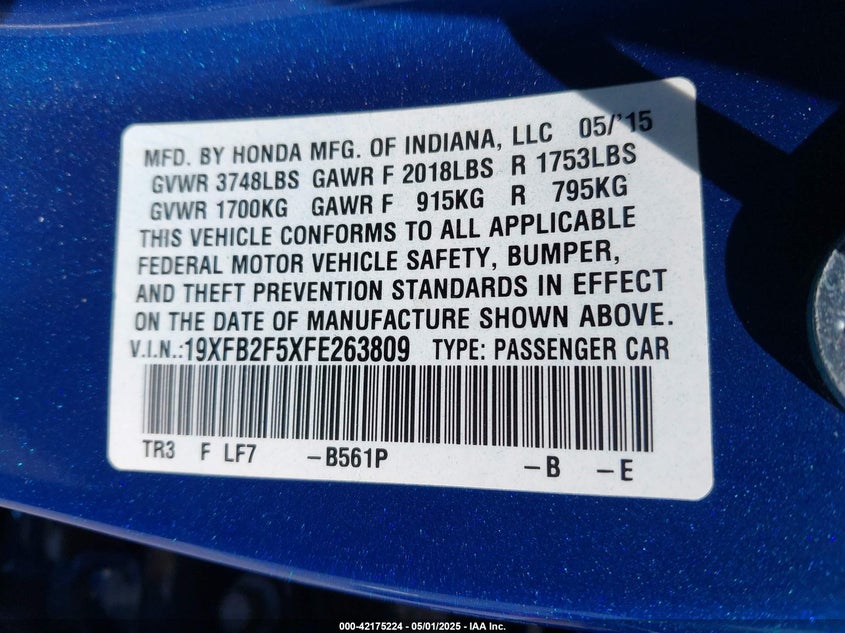 MFD. BY HONDA MFG. OF INDIANA, LLC 05/'15
GVWR 3748LBS GAWR F 2018LBS R 1753LBS
GVWR 1700KG GAWR F 915KG R 795KG
THIS VEHICLE CONFORMS TO ALL APPLICABLE
FEDERAL MOTOR VEHICLE SAFETY, BUMPER,
AND THEFT PREVENTION STANDARDS IN EFFECT
ON THE DATE OF MANUFACTURE SHOWN ABOVE.
V.I.N.:19XFB2F5XFE263809 TYPE: PASSENGER CAR
TR3 F LF7 –B561P –B –E
000-42175224 - 05/01/2025 - IAA Inc.